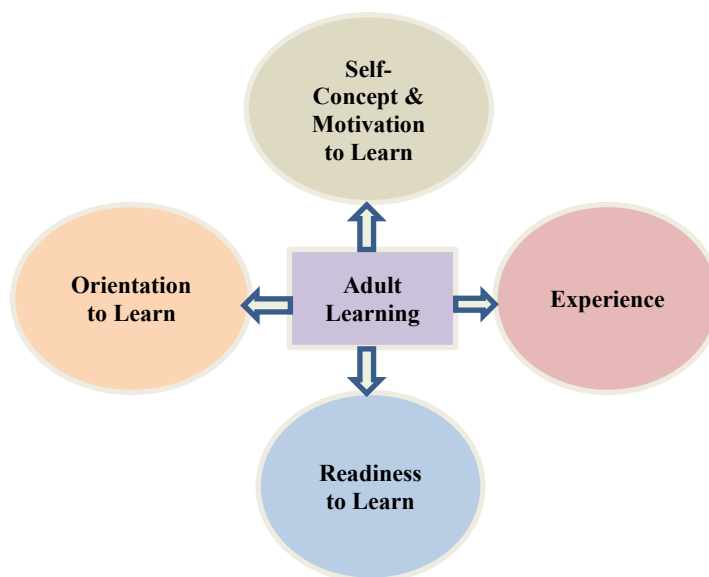 Self-
Concept &
Motivation
to Learn
Orientation
to Learn
Adult
Learning
Experience
Readiness
to Learn